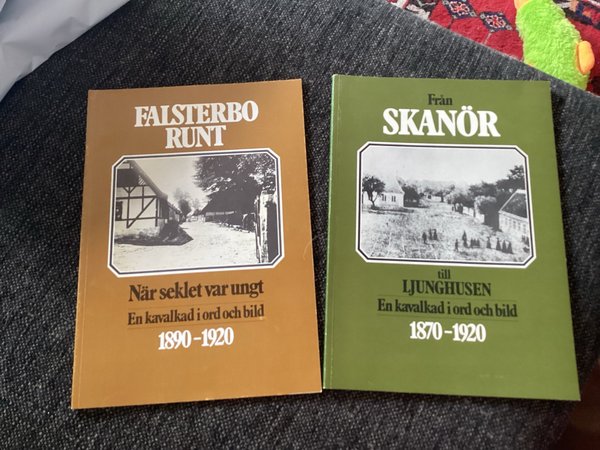 FALSTERBO
RUNT
När seklet var ungt
En kavalkad i ord och bild
1890-1920
Från
SKANÖR
till
LJUNGHUSEN
En kavalkad i ord och bild
1870-1920